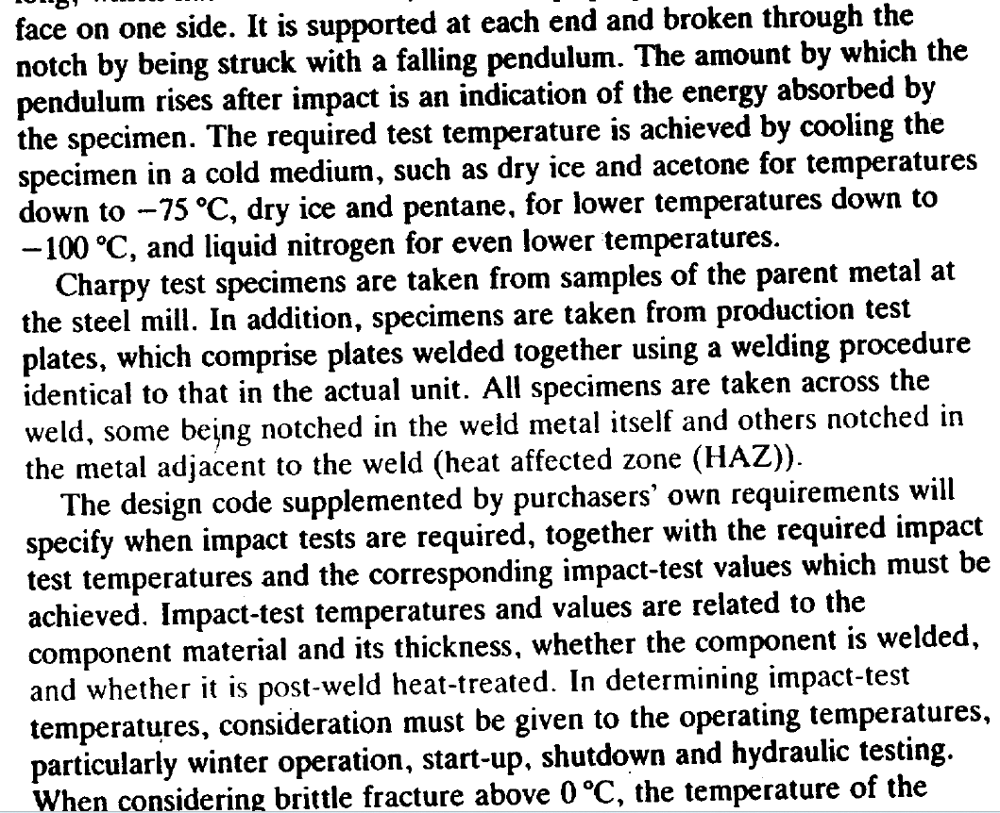 face on one side. It is supported at each end and broken through the
notch by being struck with a falling pendulum. The amount by which the
pendulum rises after impact is an indication of the energy absorbed by
the specimen. The required test temperature is achieved by cooling the
specimen in a cold medium, such as dry ice and acetone for temperatures
down to −75 °C, dry ice and pentane, for lower temperatures down to
−100 °C, and liquid nitrogen for even lower temperatures.
Charpy test specimens are taken from samples of the parent metal at
the steel mill. In addition, specimens are taken from production test
plates, which comprise plates welded together using a welding procedure
identical to that in the actual unit. All specimens are taken across the
weld, some being notched in the weld metal itself and others notched in
the metal adjacent to the weld (heat affected zone (HAZ)).
The design code supplemented by purchasers' own requirements will
specify when impact tests are required, together with the required impact
test temperatures and the corresponding impact-test values which must be
achieved. Impact-test temperatures and values are related to the
component material and its thickness, whether the component is welded,
and whether it is post-weld heat-treated. In determining impact-test
temperatures, consideration must be given to the operating temperatures,
particularly winter operation, start-up, shutdown and hydraulic testing.
When considering brittle fracture above 0 °C, the temperature of the